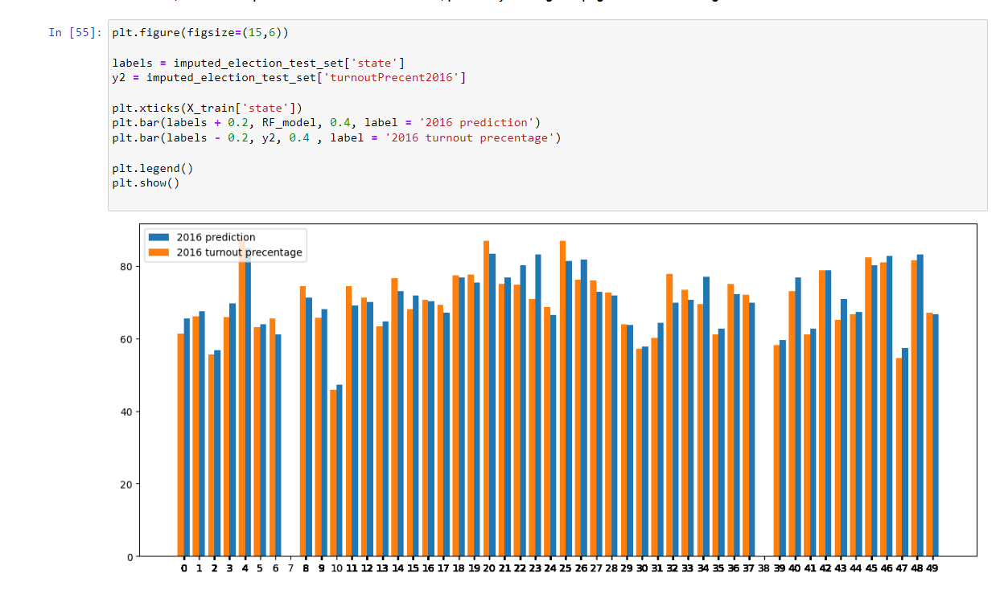 In [55]:
plt.figure(figsize=(15,6))
labels = imputed_election_test_set['state']
y2 = imputed_election_test_set['turnoutPrecent2016']
plt.xticks(X_train['state'])
plt.bar(labels + 0.2, RF_model, 0.4, label = '2016 prediction')
plt.bar(labels - 0.2, y2, 0.4 , label = '2016 turnout precentage')
plt.legend()
plt.show()
2016 prediction
2016 turnout precentage
80
60
40
20
0
0 1 2 3 4 5 6 7 8 9 10 11 12 13 14 15 16 17 18 19 20 21 22 23 24 25 26 27 28 29 30 31 32 33 34 35 36 37 38 39 40 41 42 43 44 45 46 47 48 49